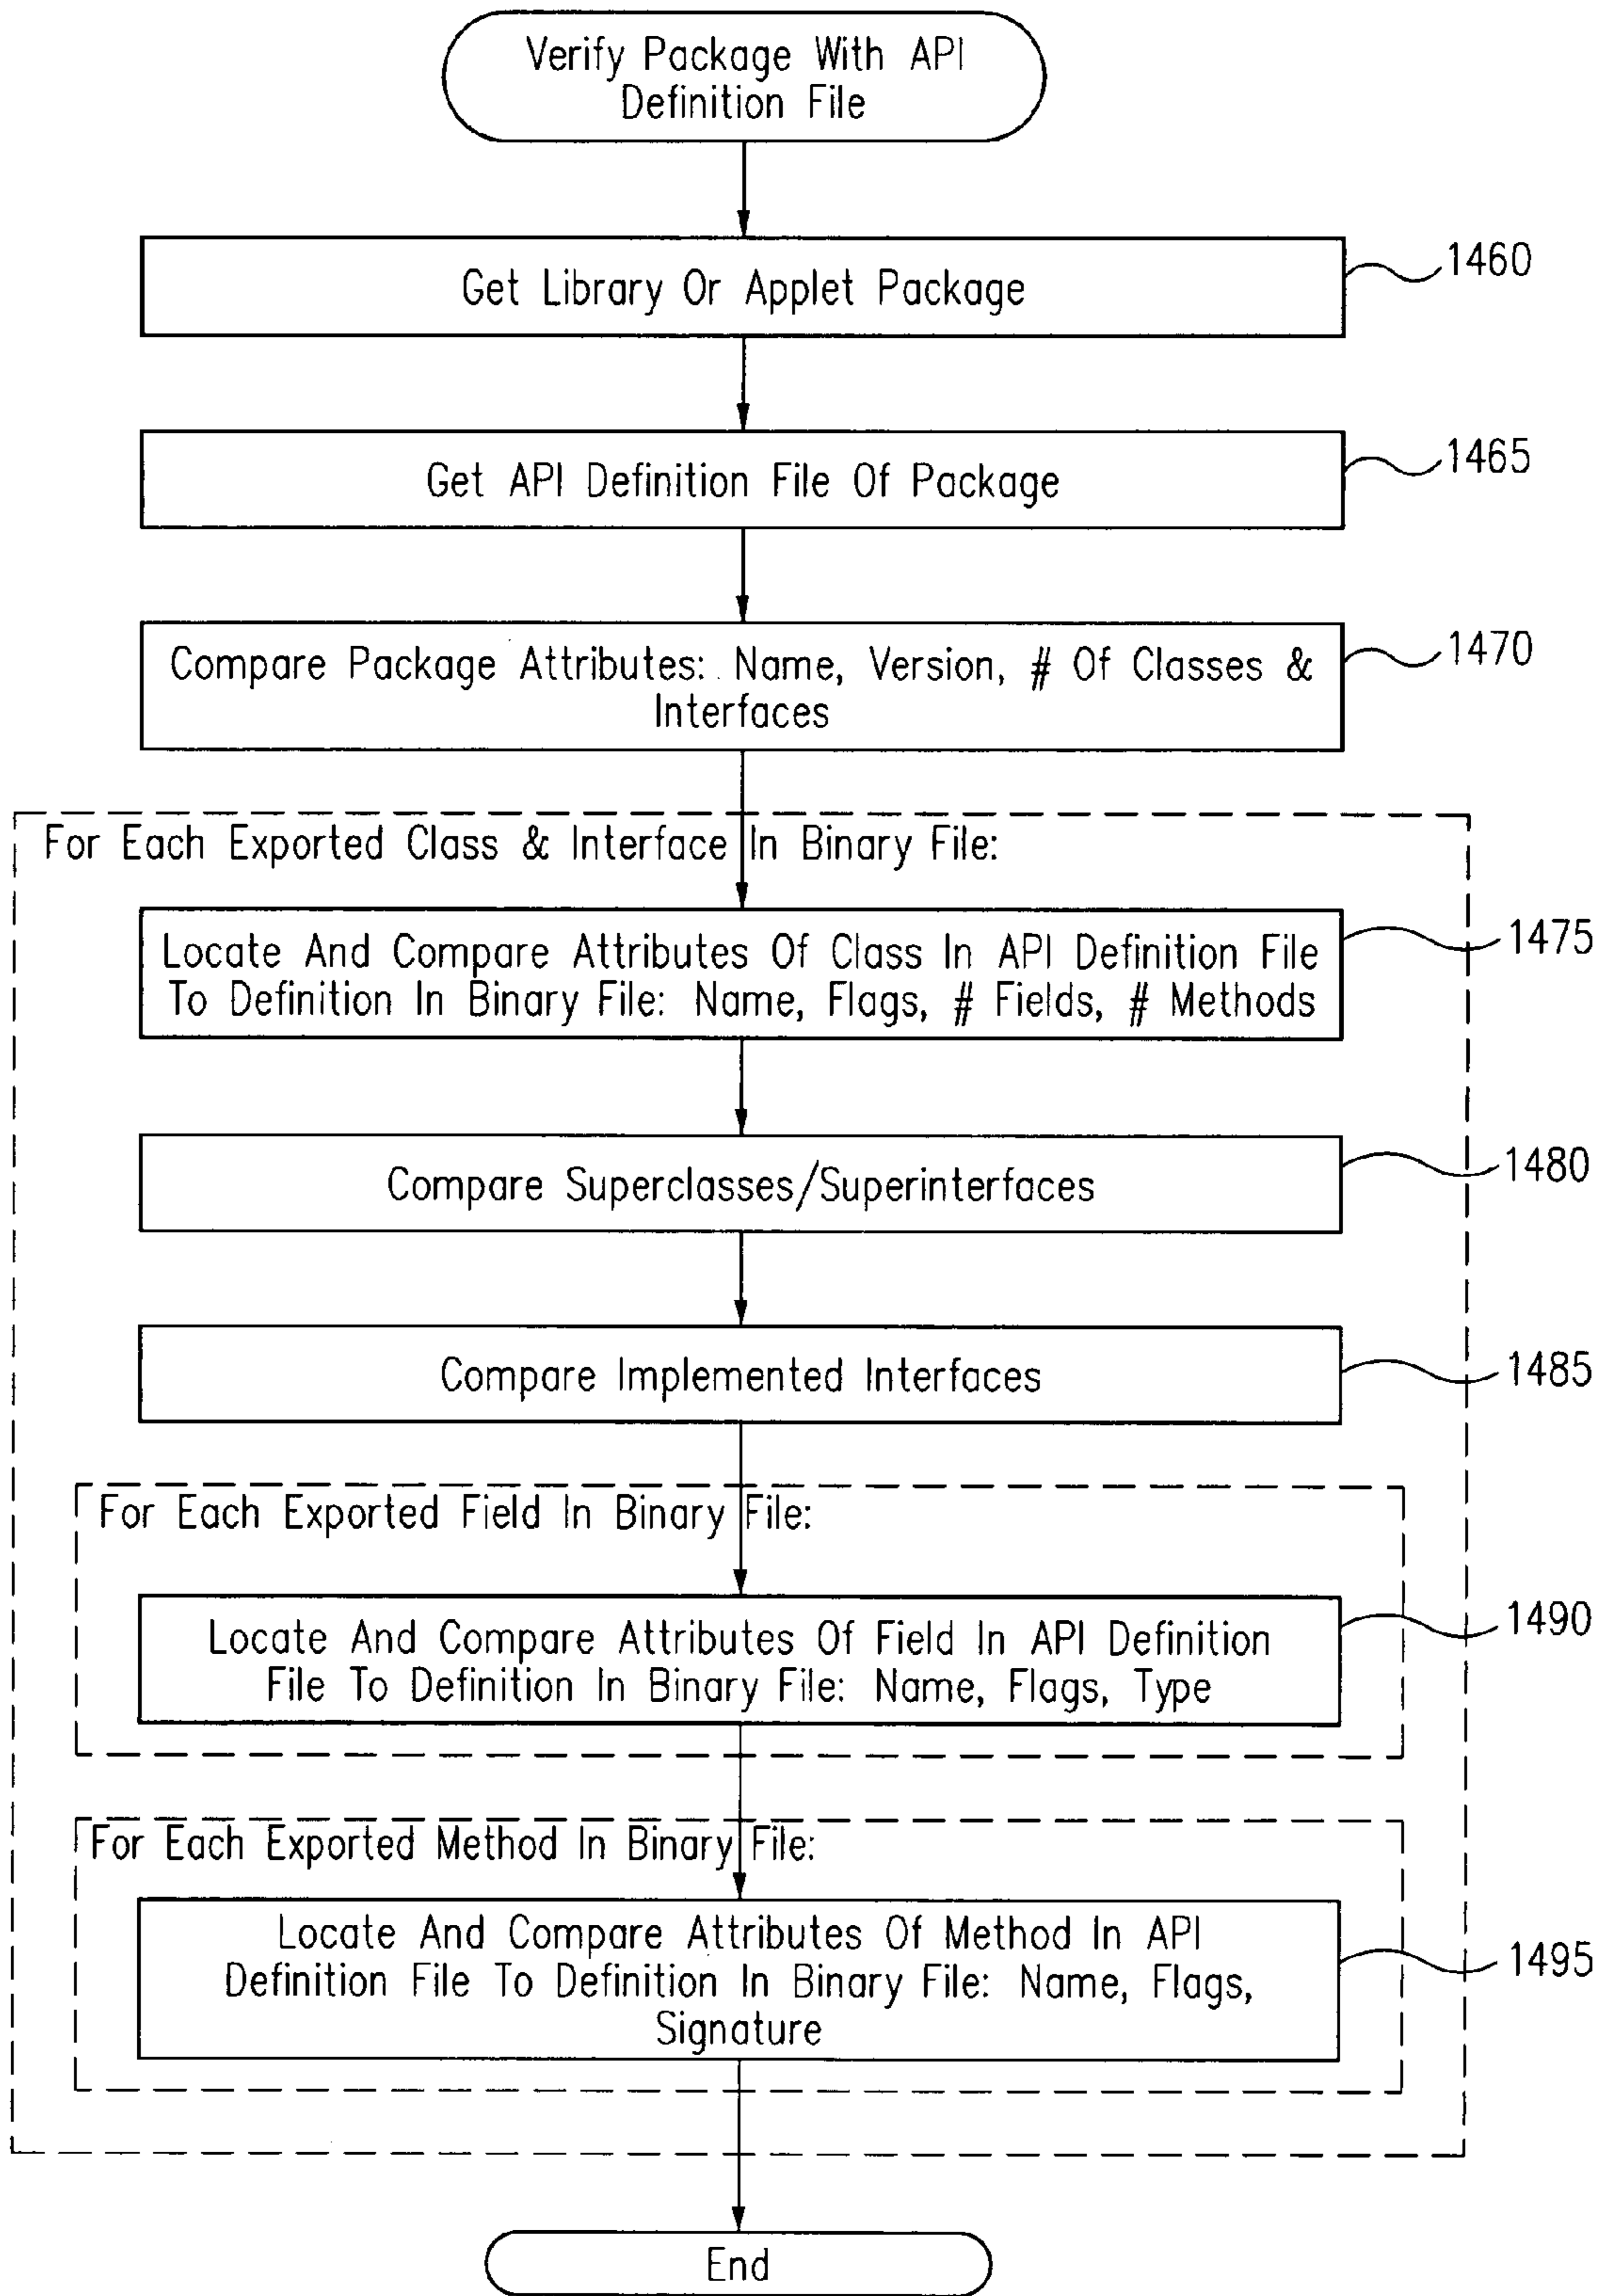 Verify Package With API
Definition File
Get Library Or Applet Package
1460
Get API Definition File Of Package
1465
Compare Package Attributes: Name, Version, # Of Classes &
Interfaces
1470
For Each Exported Class & Interface In Binary File:
Locate And Compare Attributes Of Class In API Definition File
To Definition In Binary File: Name, Flags, # Fields, # Methods
1475
Compare Superclasses/Superinterfaces
1480
Compare Implemented Interfaces
1485
For Each Exported Field In Binary File:
Locate And Compare Attributes Of Field In API Definition
File To Definition In Binary File: Name, Flags, Type
1490
For Each Exported Method In Binary File:
Locate And Compare Attributes Of Method In API
Definition File To Definition In Binary File: Name, Flags,
Signature
1495
End